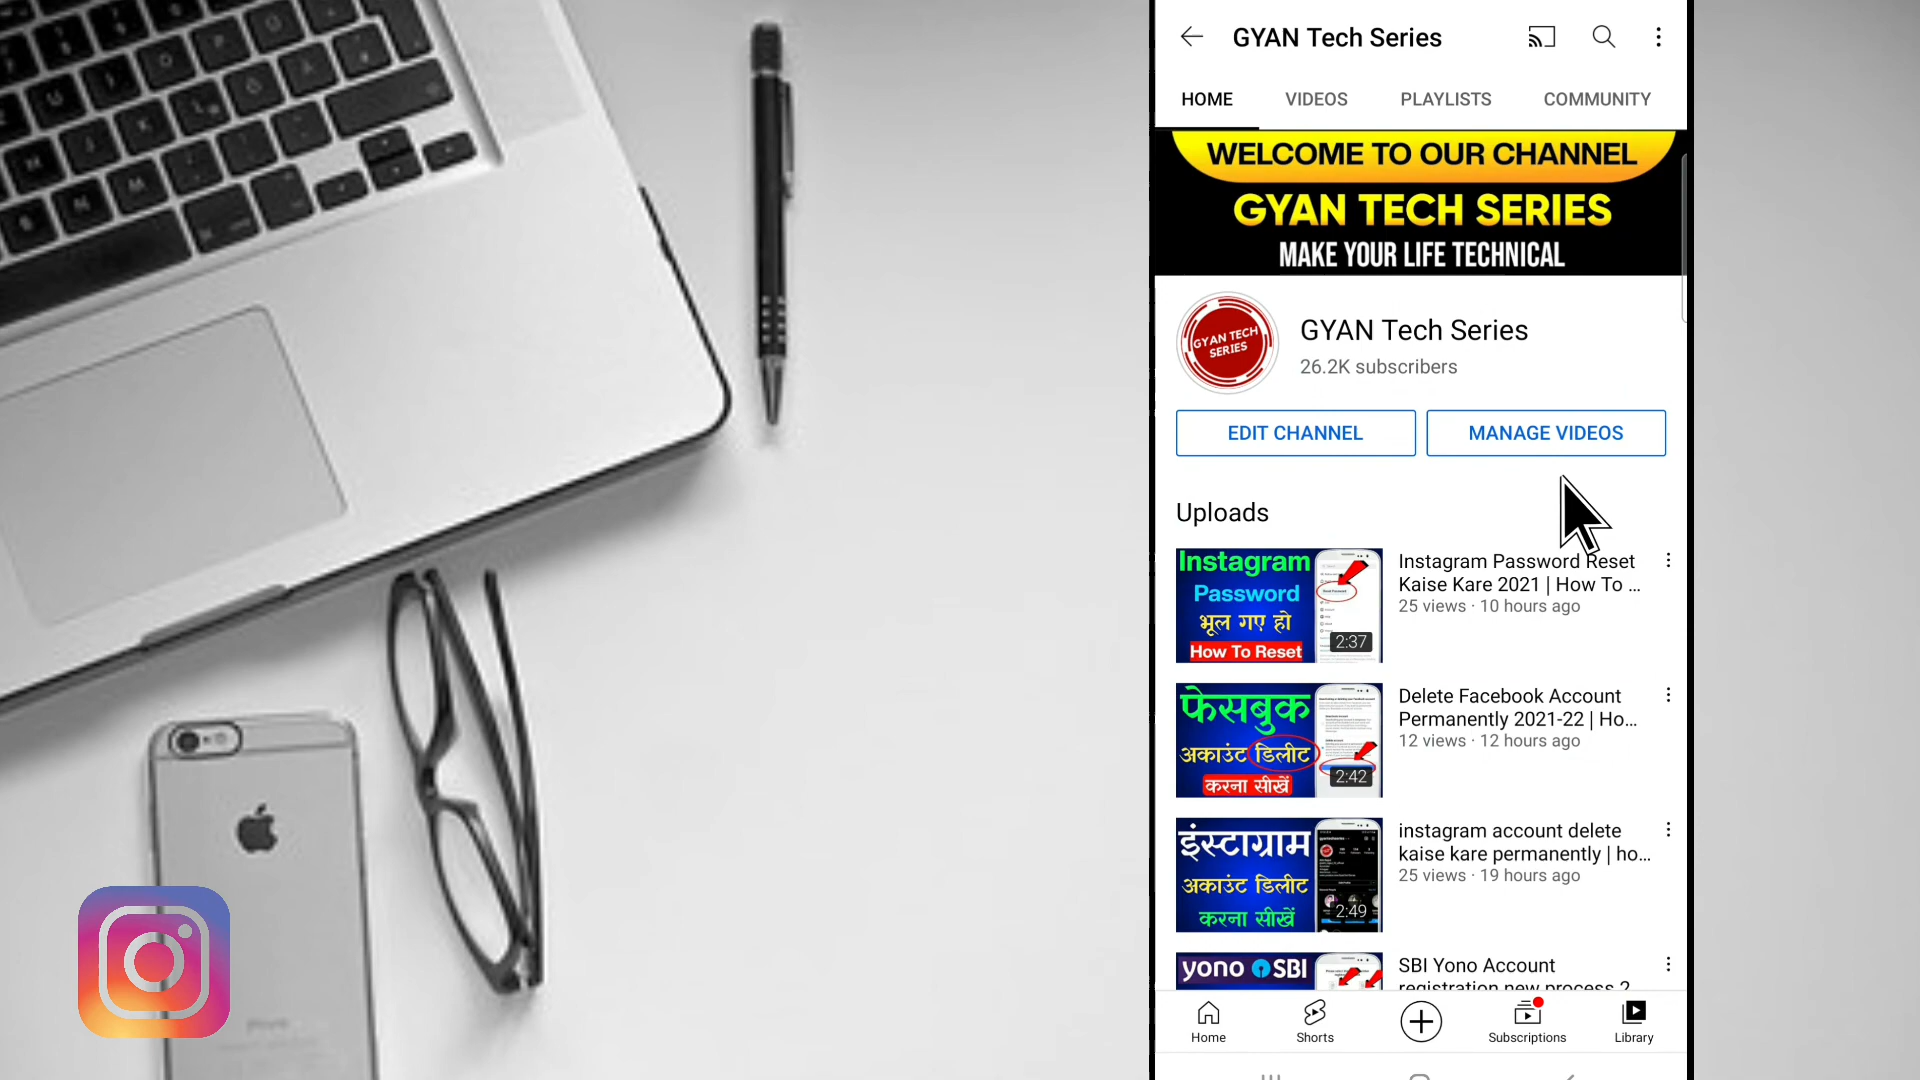 GYAN Tech Series
HOME VIDEOS PLAYLISTS COMMUNITY
WELCOME TO OUR CHANNEL
GYAN TECH SERIES
MAKE YOUR LIFE TECHNICAL
GYAN TECH
SERIES
GYAN Tech Series
26.2K subscribers
EDIT CHANNEL MANAGE VIDEOS
Uploads
Instagram
Password
भूल गए हो
How To Reset
2:37
Instagram Password Reset
Kaise Kare 2021 | How To ...
25 views · 10 hours ago
फेसबुक
अकाउंट डिलीट
करना सीखें
2:42
Delete Facebook Account
Permanently 2021-22 | Ho...
12 views · 12 hours ago
इंस्टाग्राम
अकाउंट डिलीट
करना सीखें
2:49
instagram account delete
kaise kare permanently | ho...
25 views · 19 hours ago
yono SBI
SBI Yono Account
registration new process 2
Home Shorts Subscriptions Library